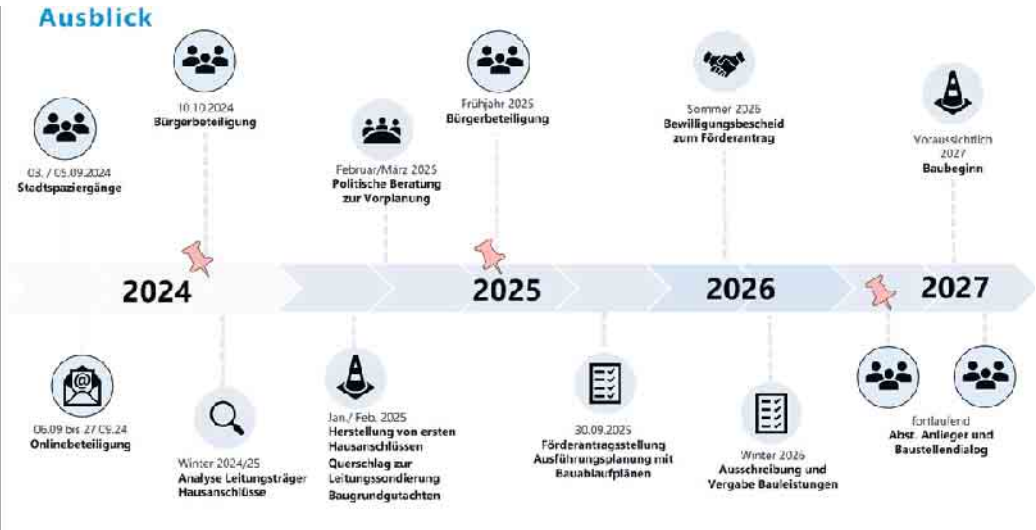 Ausblick
10.10.2024
Bürgerbeteiligung
Frühjahr 2025
Bürgerbeteiligung
Sommer 2026
Bewilligungsbescheid
zum Förderantrag
Voraussichtlich
2027
Baubeginn
03. / 05.09.2024
Stadtspaziergänge
Februar/März 2025
Politische Beratung
zur Vorplanung
2024
2025
2026
2027
06.09 bis 27.09.24
Onlinebeteiligung
Winter 2024/25
Analyse Leitungsträger
Hausanschlüsse
Jan./ Feb. 2025
Herstellung von ersten
Hausanschlüssen
Querschlag zur
Leitungssondierung
Baugrundgutachten
30.09.2025
Förderantragsstellung
Ausführungsplanung mit
Bauablaufplänen
Winter 2026
Ausschreibung und
Vergabe Bauleistungen
fortlaufend
Abst. Anlieger und
Baustellendialog